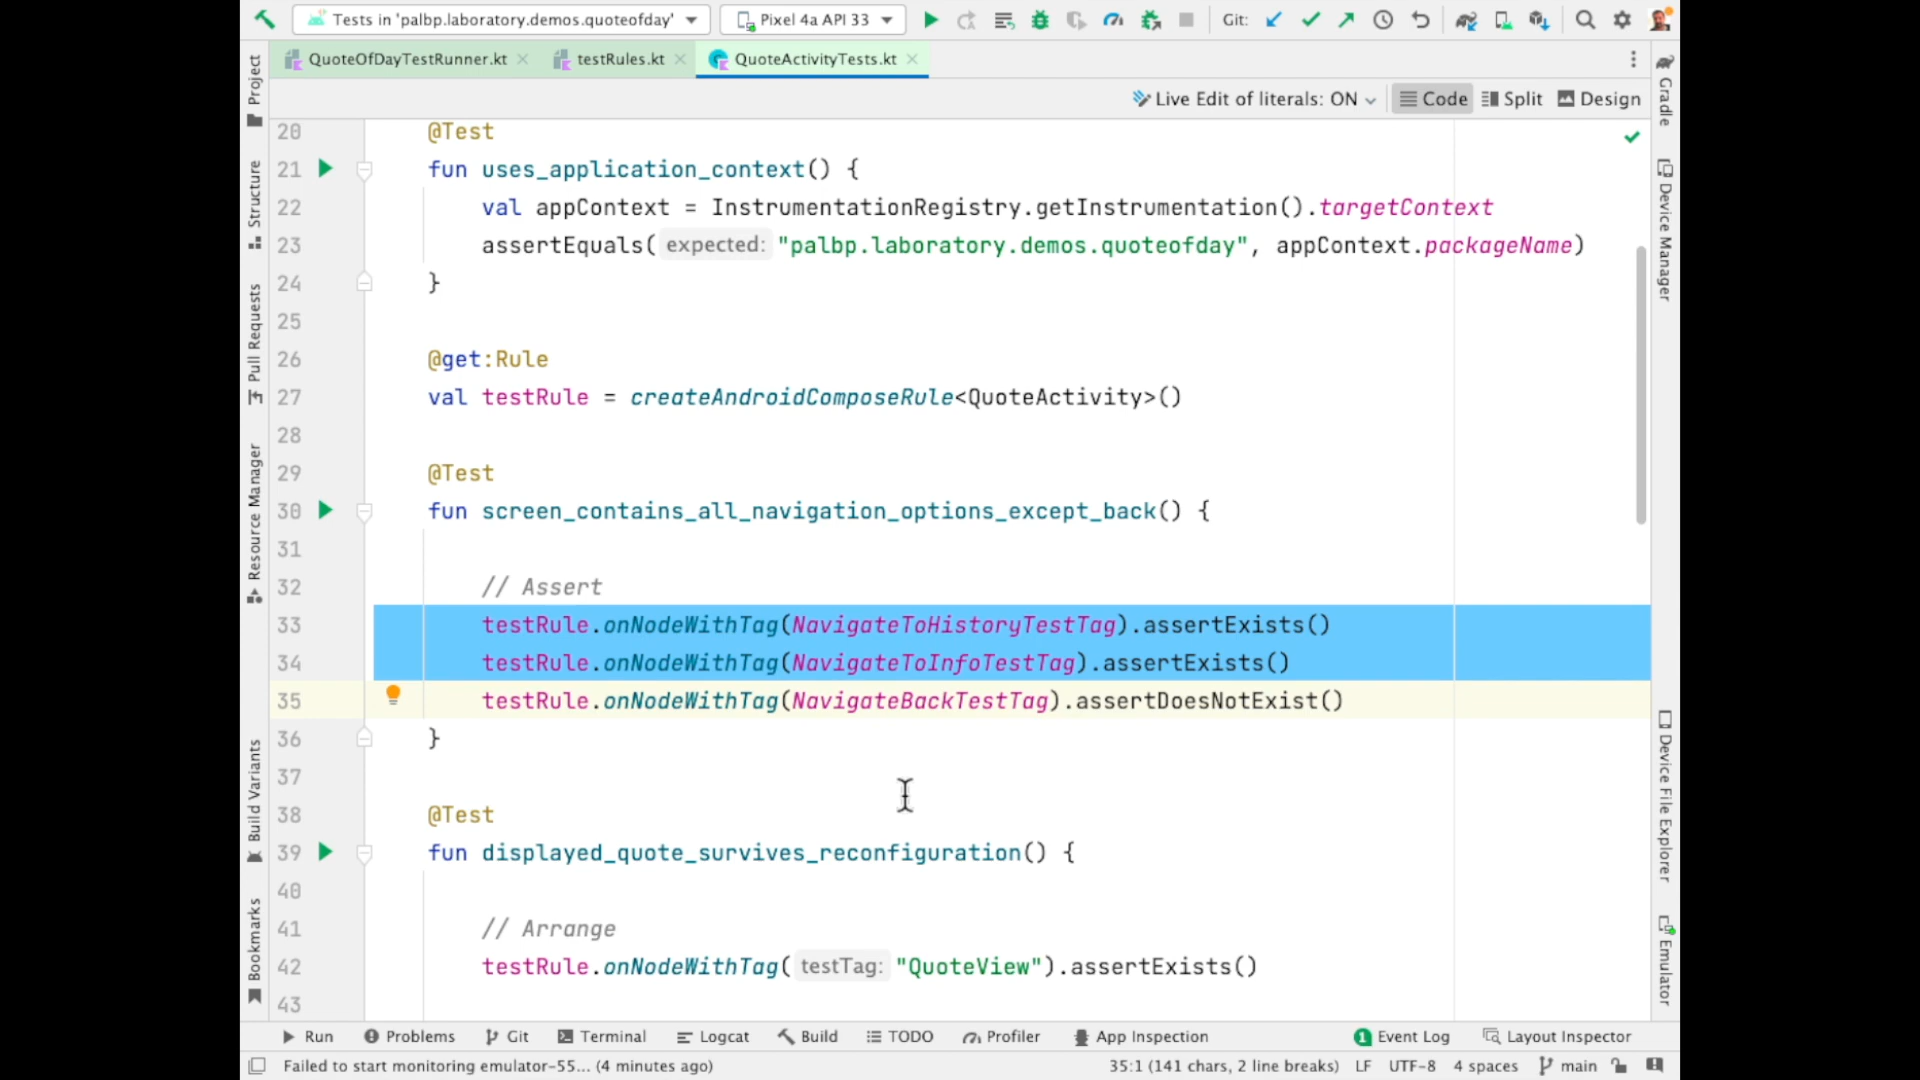 Tests in 'palbp.laboratory.demos.quoteofday'
Pixel 4a API 33
Git:
QuoteOfDayTestRunner.kt
testRules.kt
QuoteActivityTests.kt
Live Edit of literals: ON
Code
Split
Design
Project
Structure
Pull Requests
Resource Manager
Build Variants
Bookmarks
20 @Test
21 fun uses_application_context() {
22 val appContext = InstrumentationRegistry.getInstrumentation().targetContext
23 assertEquals( expected: "palbp.laboratory.demos.quoteofday", appContext.packageName)
24 }
25
26 @get:Rule
27 val testRule = createAndroidComposeRule<QuoteActivity>()
28
29 @Test
30 fun screen_contains_all_navigation_options_except_back() {
31
32 // Assert
33 testRule.onNodeWithTag(NavigateToHistoryTestTag).assertExists()
34 testRule.onNodeWithTag(NavigateToInfoTestTag).assertExists()
35 testRule.onNodeWithTag(NavigateBackTestTag).assertDoesNotExist()
36 }
37
38 @Test
39 fun displayed_quote_survives_reconfiguration() {
40
41 // Arrange
42 testRule.onNodeWithTag( testTag: "QuoteView").assertExists()
43
Gradle
Device Manager
Device File Explorer
Emulator
Run
Problems
Git
Terminal
Logcat
Build
TODO
Profiler
App Inspection
1 Event Log
Layout Inspector
Failed to start monitoring emulator-55... (4 minutes ago)
35:1 (141 chars, 2 line breaks)
LF
UTF-8
4 spaces
main